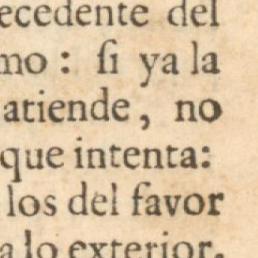 ecedente del
mo : ſi ya la
atiende, no
que intenta:
los del favor
a lo exterior.